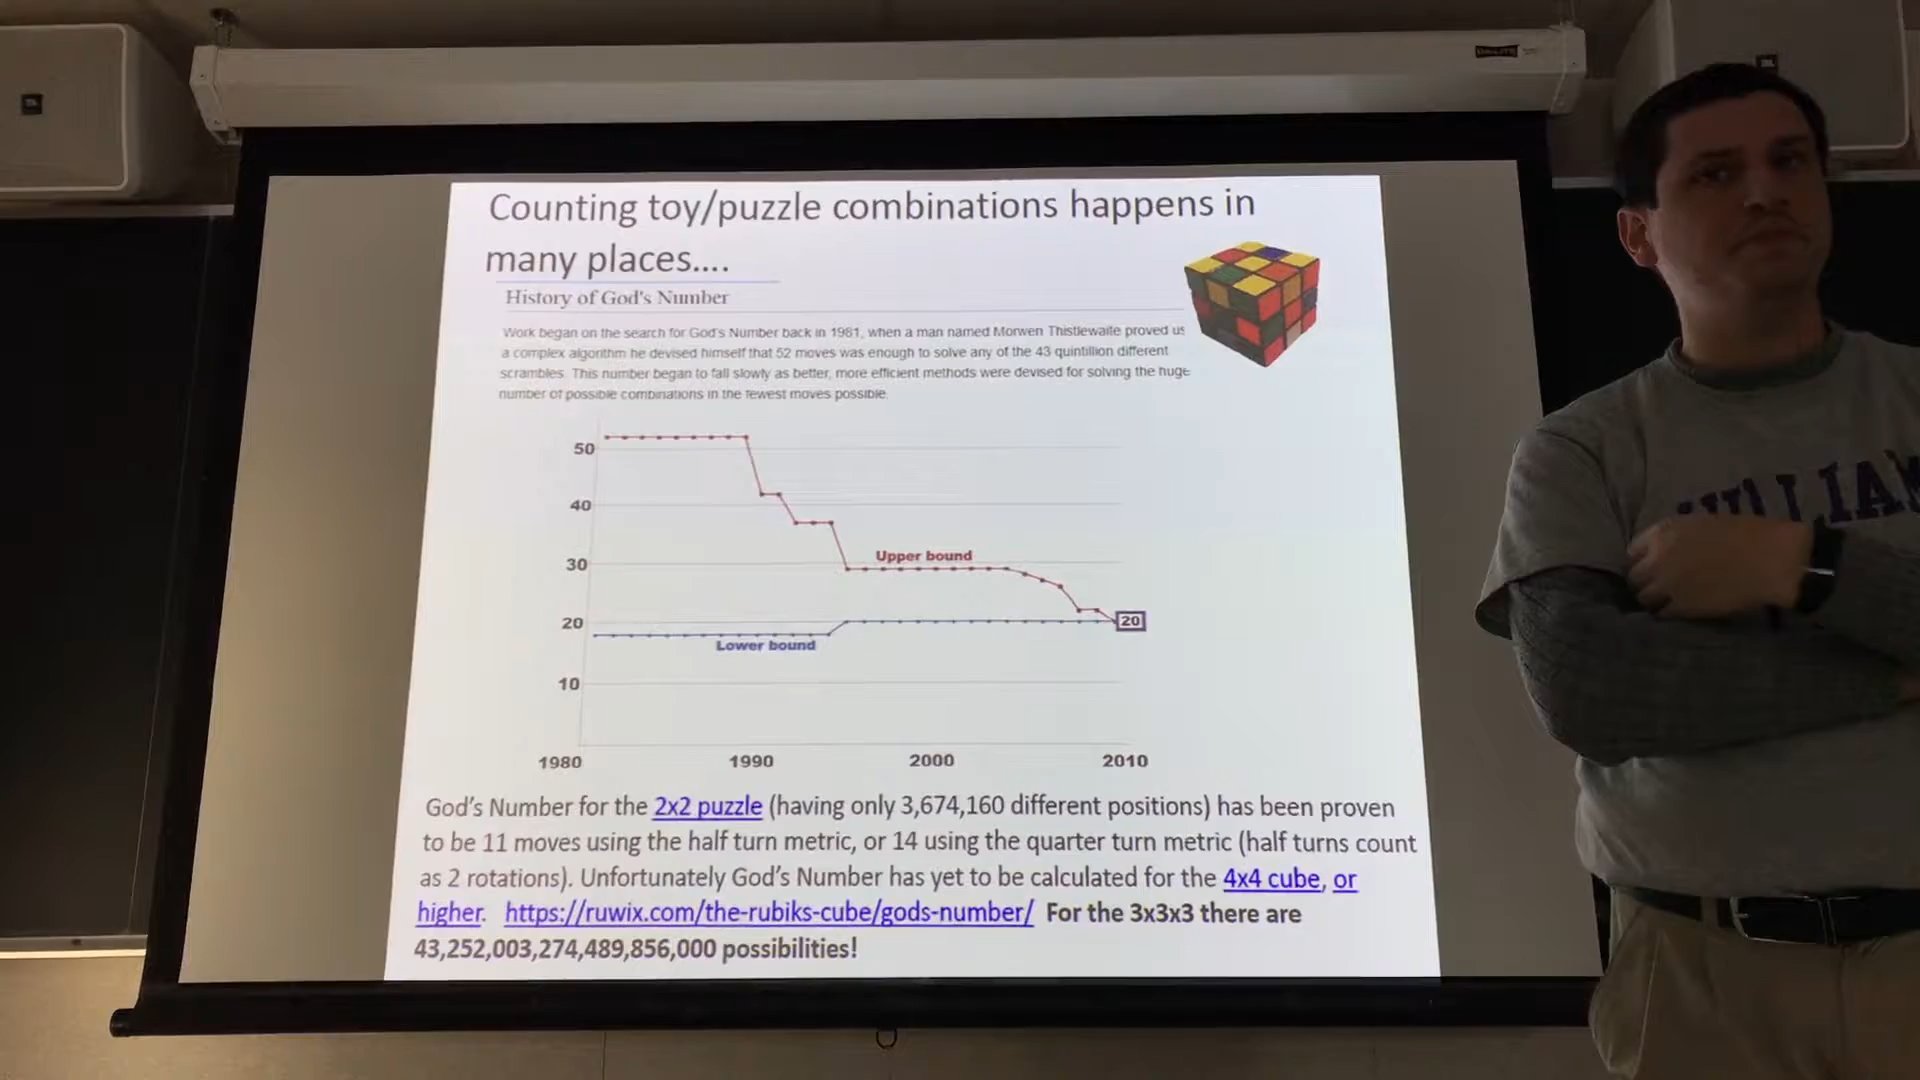 Counting toy/puzzle combinations happens in
many places....
History of God's Number
Work began on the search for God's Number back in 1981, when a man named Morwen Thistlewaite proved us
a complex algorithm he devised himself that 52 moves was enough to solve any of the 43 quintillion different
scrambles. This number began to fall slowly as better, more efficient methods were devised for solving the huge
number of possible combinations in the fewest moves possible.
50
40
30
20
10
Upper bound
Lower bound
20
1980 1990 2000 2010
God's Number for the 2x2 puzzle (having only 3,674,160 different positions) has been proven
to be 11 moves using the half turn metric, or 14 using the quarter turn metric (half turns count
as 2 rotations). Unfortunately God's Number has yet to be calculated for the 4x4 cube, or
higher. https://ruwix.com/the-rubiks-cube/gods-number/ For the 3x3x3 there are
43,252,003,274,489,856,000 possibilities!
WILLIAM
DA-LITE
JBL
JBL